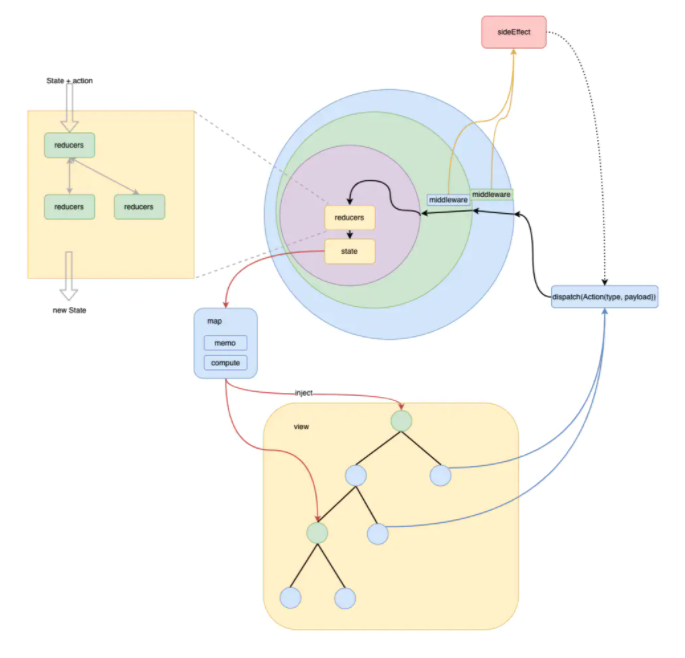 sideEffect
State + action
reducers
reducers
reducers
new State
middleware
middleware
reducers
state
dispatch(Action(type, payload))
map
memo
compute
inject
view